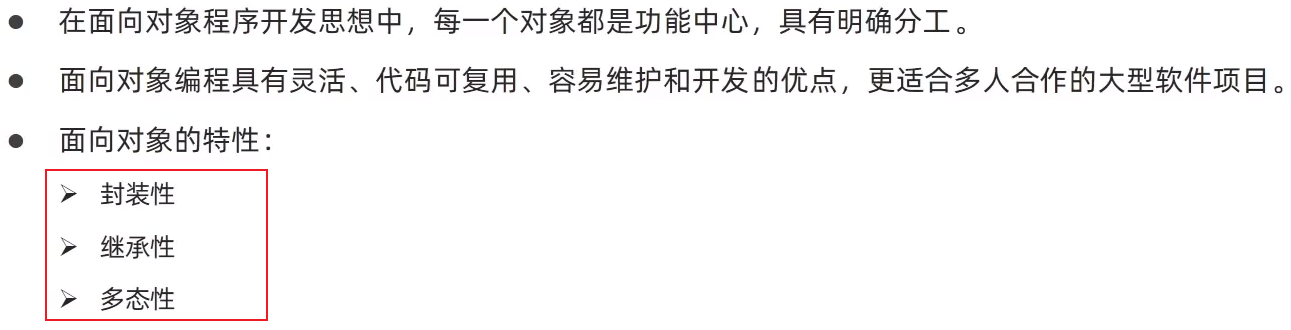 ● 在面向对象程序开发思想中，每一个对象都是功能中心，具有明确分工。
● 面向对象编程具有灵活、代码可复用、容易维护和开发的优点，更适合多人合作的大型软件项目。
● 面向对象的特性：
➢ 封装性
➢ 继承性
➢ 多态性